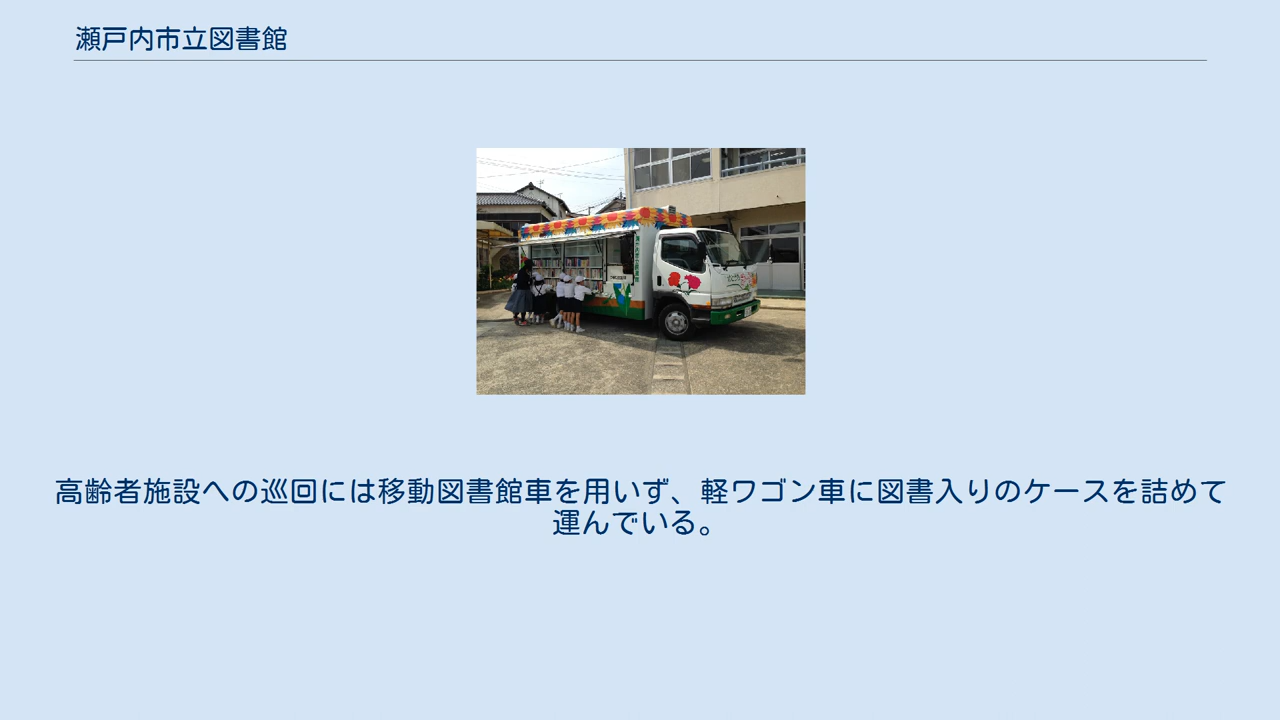 瀬戸内市立図書館
高齢者施設への巡回には移動図書館車を用いず、軽ワゴン車に図書入りのケースを詰めて
運んでいる。